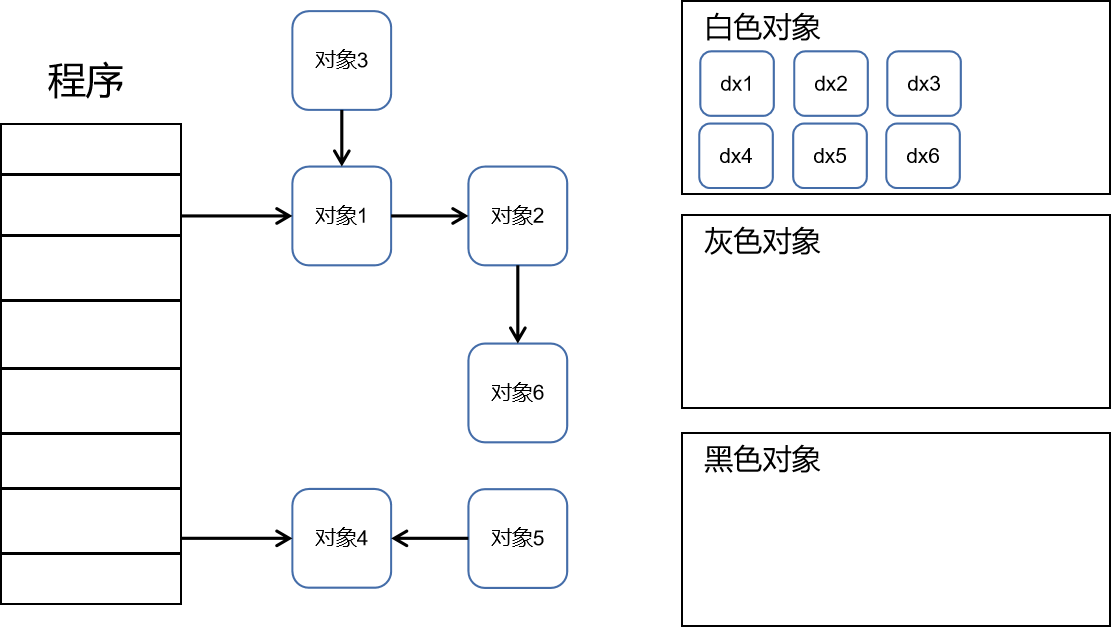 程序
对象3
对象1
对象2
对象6
对象4
对象5
白色对象
dx1 dx2 dx3
dx4 dx5 dx6
灰色对象
黑色对象